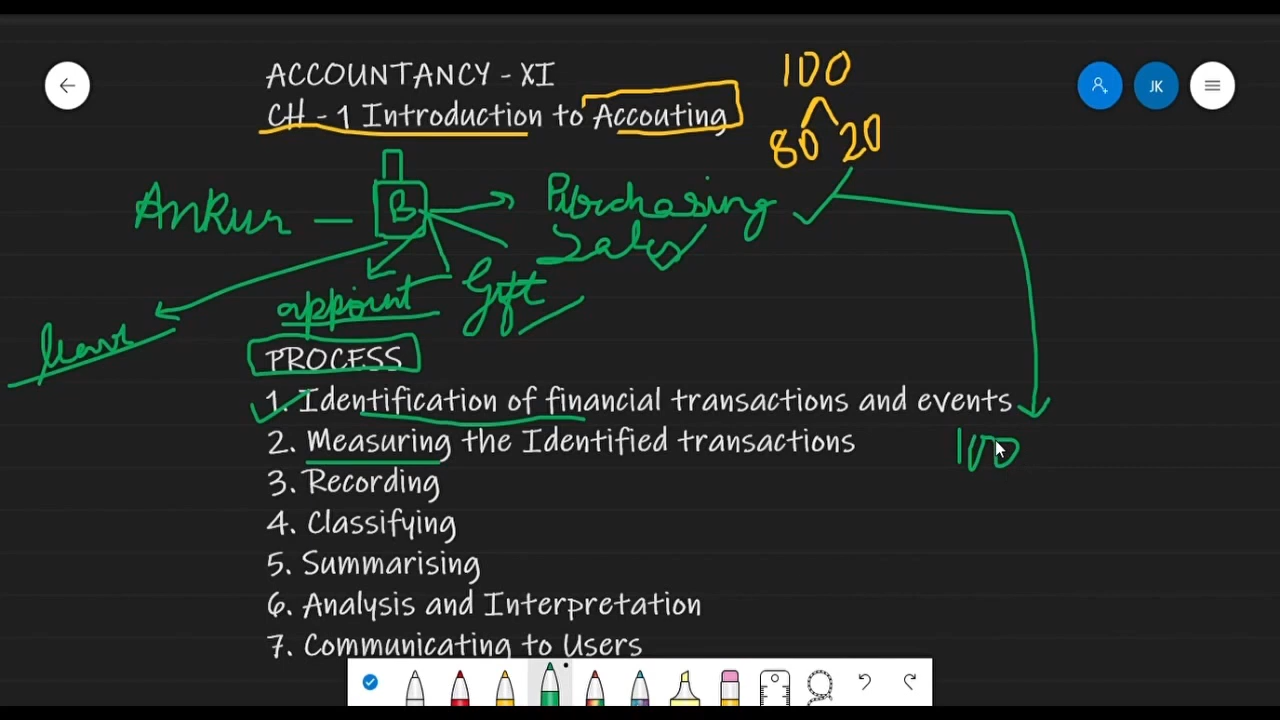 ACCOUNTANCY - XI
100
CH - 1 Introduction to Accouting
80 20
JK
Ankur - B
Purchasing
Sales
Gift
appoint
leave
PROCESS
1. Identification of financial transactions and events
2. Measuring the Identified transactions
100
3. Recording
4. Classifying
5. Summarising
6. Analysis and Interpretation
7. Communicating to Users